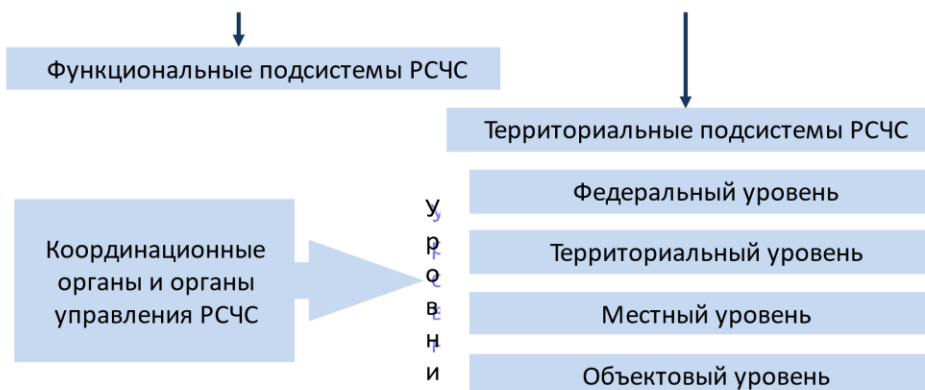 Функциональные подсистемы РСЧС
Территориальные подсистемы РСЧС
Координационные
органы и органы
управления РСЧС
Уровни
Федеральный уровень
Территориальный уровень
Местный уровень
Объектовый уровень